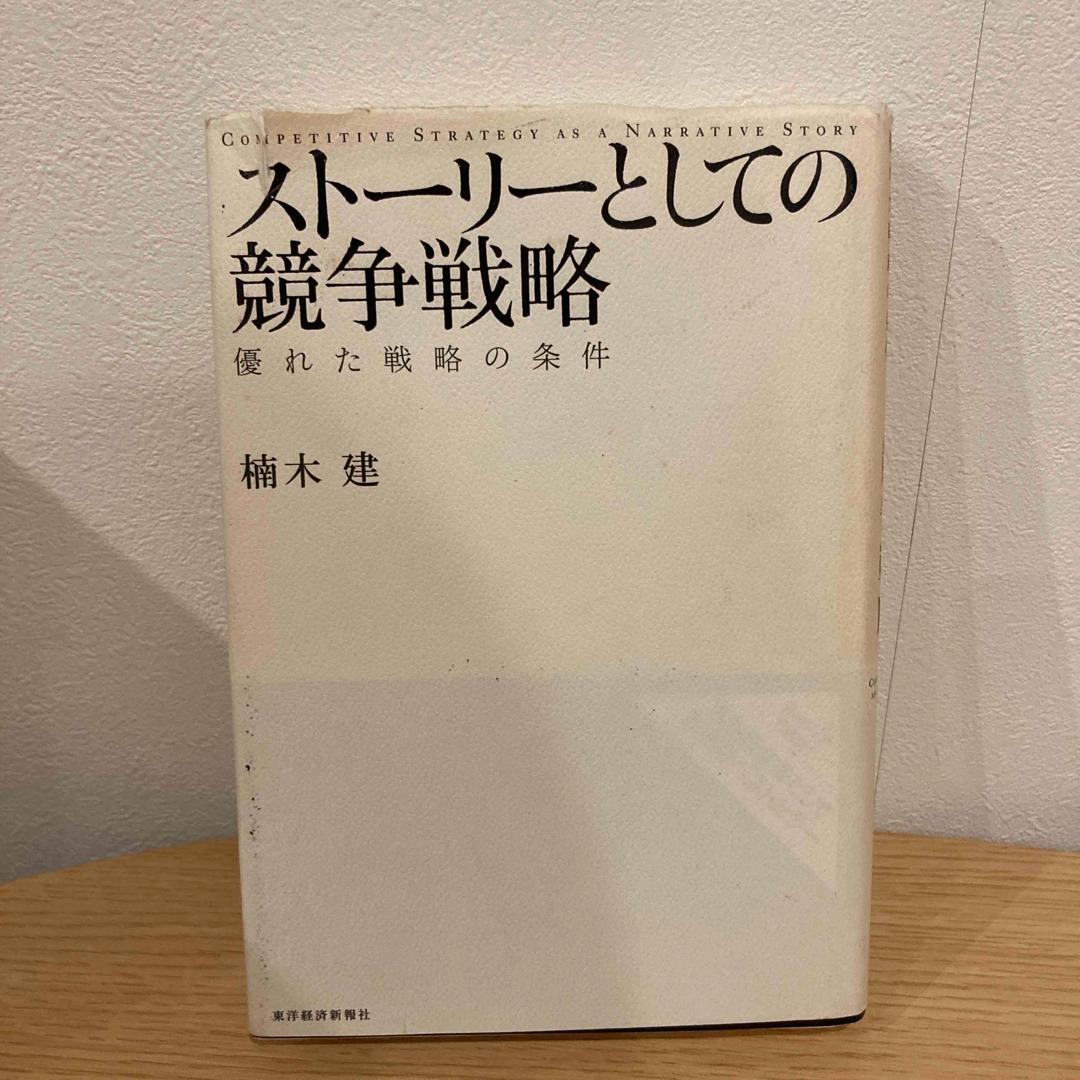 COMPETITIVE STRATEGY AS A NARRATIVE STORY
ストーリーとしての
競争戦略
優れた戦略の条件
楠木 建
東洋経済新報社